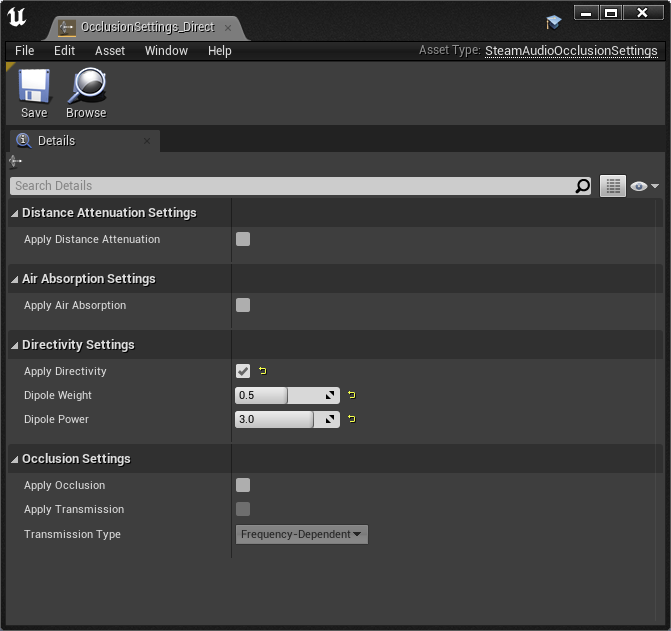 OcclusionSettings_Direct
File Edit Asset Window Help Asset Type: SteamAudioOcclusionSettings
Save Browse
Details
Search Details
Distance Attenuation Settings
Apply Distance Attenuation
Air Absorption Settings
Apply Air Absorption
Directivity Settings
Apply Directivity
Dipole Weight 0.5
Dipole Power 3.0
Occlusion Settings
Apply Occlusion
Apply Transmission
Transmission Type Frequency-Dependent